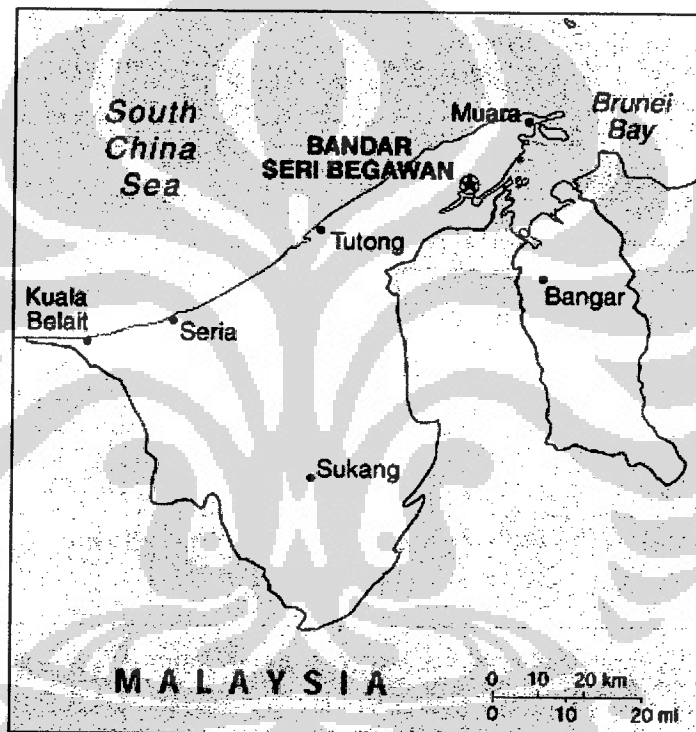 South
China
Sea
Muara
Brunei
Bay
BANDAR
SERI BEGAWAN
Tutong
Bangar
Kuala
Belait
Seria
Sukang
MALAYSIA
0 10 20 km
0 10 20 mi